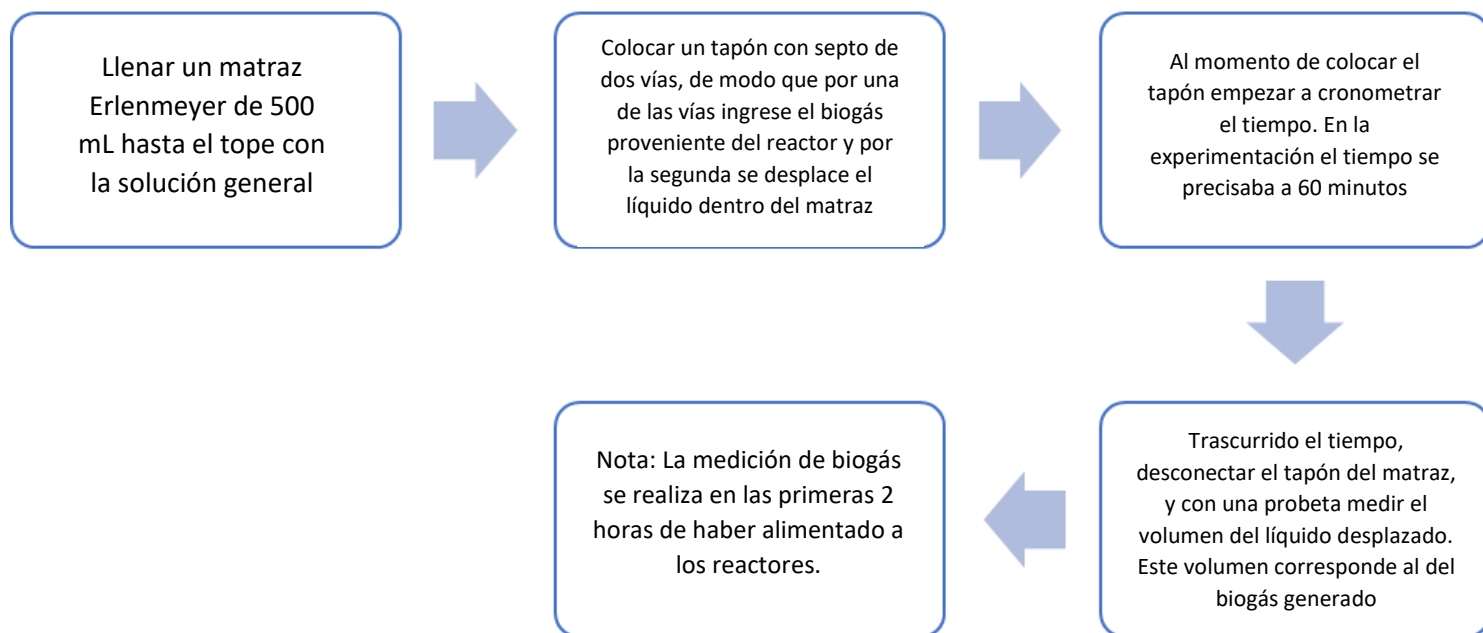 Llenar un matraz
Erlenmeyer de 500
mL hasta el tope con
la solución general
Colocar un tapón con septo de
dos vías, de modo que por una
de las vías ingrese el biogás
proveniente del reactor y por
la segunda se desplace el
líquido dentro del matraz
Al momento de colocar el
tapón empezar a cronometrar
el tiempo. En la
experimentación el tiempo se
precisaba a 60 minutos
Trascurrido el tiempo,
desconectar el tapón del matraz,
y con una probeta medir el
volumen del líquido desplazado.
Este volumen corresponde al del
biogás generado
Nota: La medición de biogás
se realiza en las primeras 2
horas de haber alimentado a
los reactores.